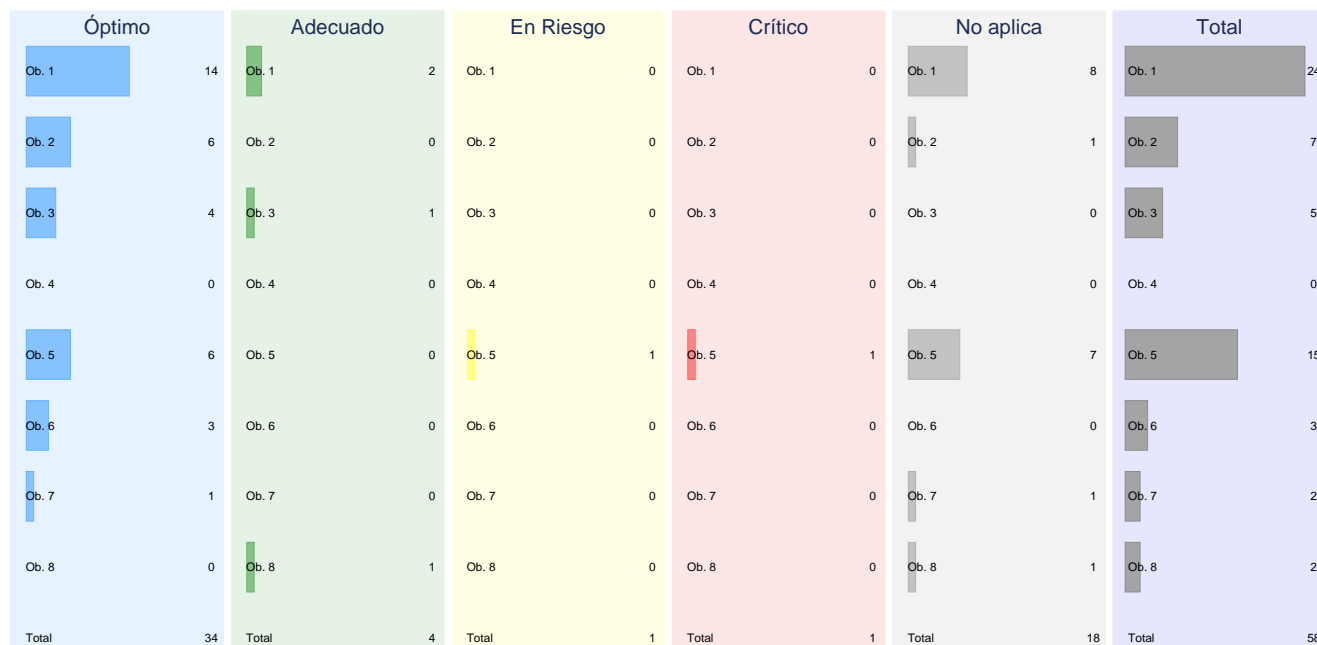 Óptimo Adecuado En Riesgo Crítico No aplica Total
Ob. 1 14 Ob. 1 2 Ob. 1 0 Ob. 1 0 Ob. 1 8 Ob. 1 24
Ob. 2 6 Ob. 2 0 Ob. 2 0 Ob. 2 0 Ob. 2 1 Ob. 2 7
Ob. 3 4 Ob. 3 1 Ob. 3 0 Ob. 3 0 Ob. 3 0 Ob. 3 5
Ob. 4 0 Ob. 4 0 Ob. 4 0 Ob. 4 0 Ob. 4 0 Ob. 4 0
Ob. 5 6 Ob. 5 0 Ob. 5 1 Ob. 5 1 Ob. 5 7 Ob. 5 15
Ob. 6 3 Ob. 6 0 Ob. 6 0 Ob. 6 0 Ob. 6 0 Ob. 6 3
Ob. 7 1 Ob. 7 0 Ob. 7 0 Ob. 7 0 Ob. 7 1 Ob. 7 2
Ob. 8 0 Ob. 8 1 Ob. 8 0 Ob. 8 0 Ob. 8 1 Ob. 8 2
Total 34 Total 4 Total 1 Total 1 Total 18 Total 58